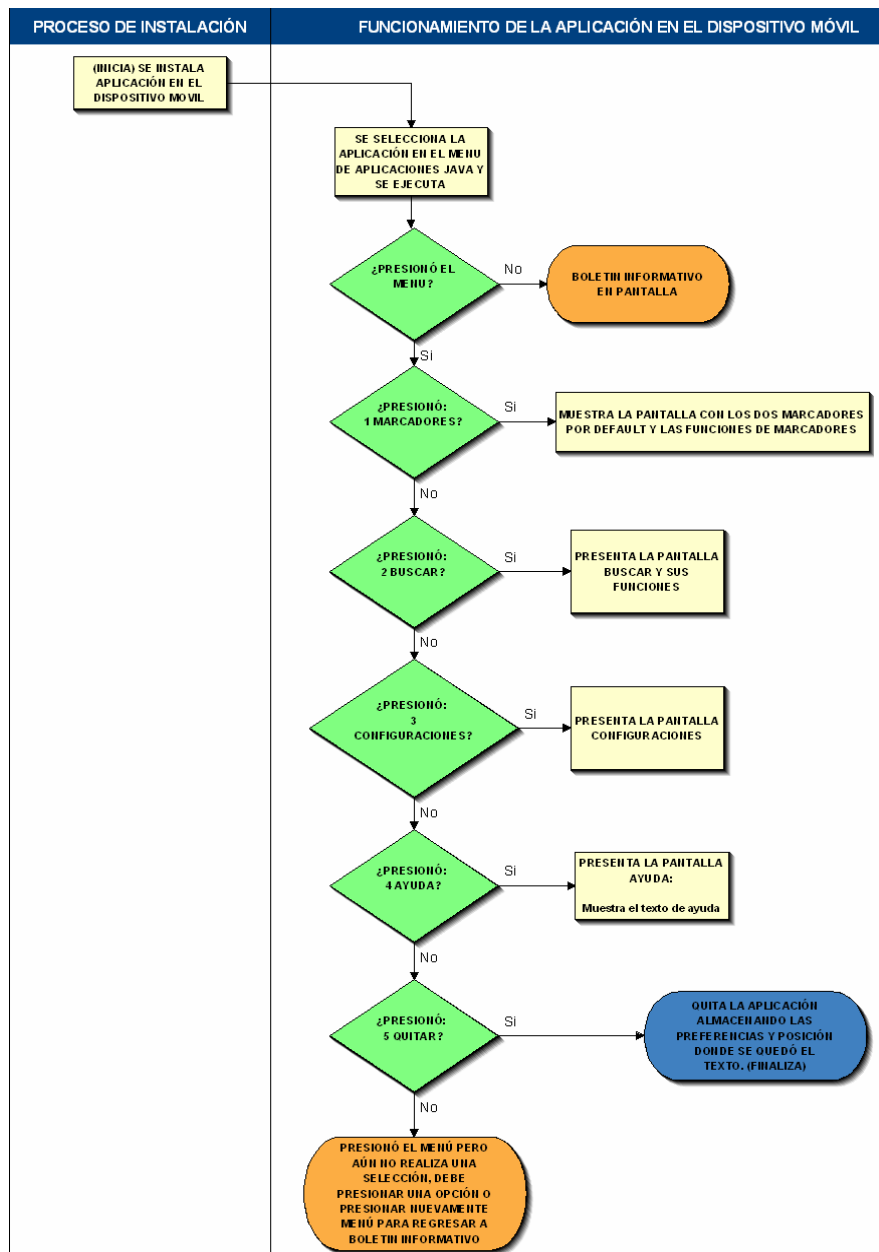 PROCESO DE INSTALACIÓN
FUNCIONAMIENTO DE LA APLICACIÓN EN EL DISPOSITIVO MÓVIL
(INICIA) SE INSTALA
APLICACIÓN EN EL
DISPOSITIVO MOVIL
SE SELECCIONA LA
APLICACIÓN EN EL MENU
DE APLICACIONES JAVA Y
SE EJECUTA
¿PRESIONÓ EL
MENU?
No
BOLETIN INFORMATIVO
EN PANTALLA
Si
¿PRESIONÓ:
1 MARCADORES?
Si
MUESTRA LA PANTALLA CON LOS DOS MARCADORES
POR DEFAULT Y LAS FUNCIONES DE MARCADORES
No
¿PRESIONÓ:
2 BUSCAR?
Si
PRESENTA LA PANTALLA
BUSCAR Y SUS
FUNCIONES
No
¿PRESIONÓ:
3
CONFIGURACIONES?
Si
PRESENTA LA PANTALLA
CONFIGURACIONES
No
¿PRESIONÓ:
4 AYUDA?
Si
PRESENTA LA PANTALLA
AYUDA:
Muestra el texto de ayuda
No
¿PRESIONÓ:
5 QUITAR?
Si
QUITA LA APLICACIÓN
ALMACENANDO LAS
PREFERENCIAS Y POSICIÓN
DONDE SE QUEDÓ EL
TEXTO. (FINALIZA)
No
PRESIONÓ EL MENÚ PERO
AÚN NO REALIZA UNA
SELECCIÓN, DEBE
PRESIONAR UNA OPCIÓN O
PRESIONAR NUEVAMENTE
MENÚ PARA REGRESAR A
BOLETIN INFORMATIVO